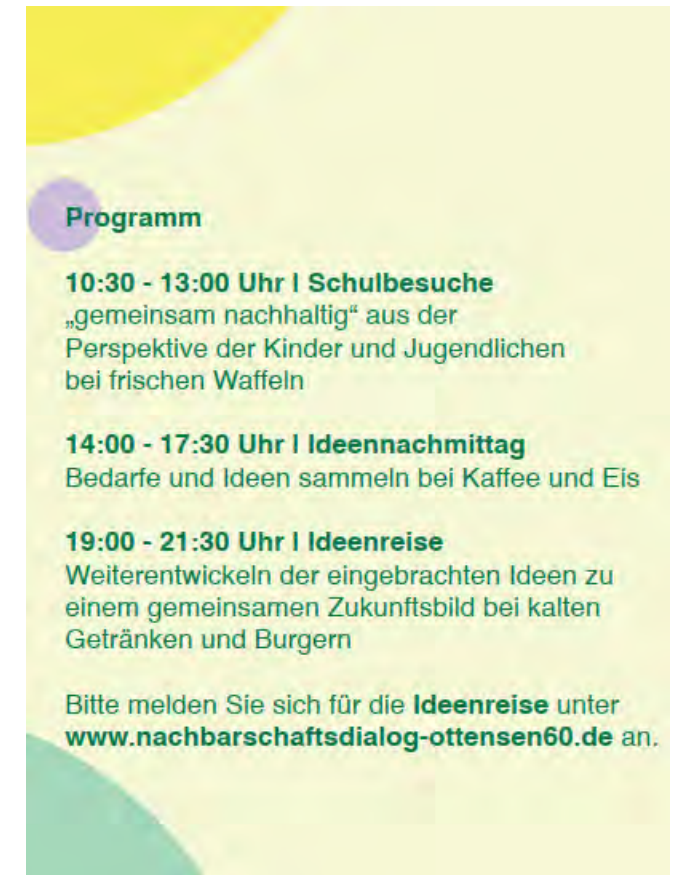 Programm
10:30 - 13:00 Uhr | Schulbesuche
„gemeinsam nachhaltig“ aus der
Perspektive der Kinder und Jugendlichen
bei frischen Waffeln
14:00 - 17:30 Uhr | Ideennachmittag
Bedarfe und Ideen sammeln bei Kaffee und Eis
19:00 - 21:30 Uhr | Ideenreise
Weiterentwickeln der eingebrachten Ideen zu
einem gemeinsamen Zukunftsbild bei kalten
Getränken und Burgern
Bitte melden Sie sich für die Ideenreise unter
www.nachbarschaftsdialog-ottensen60.de an.